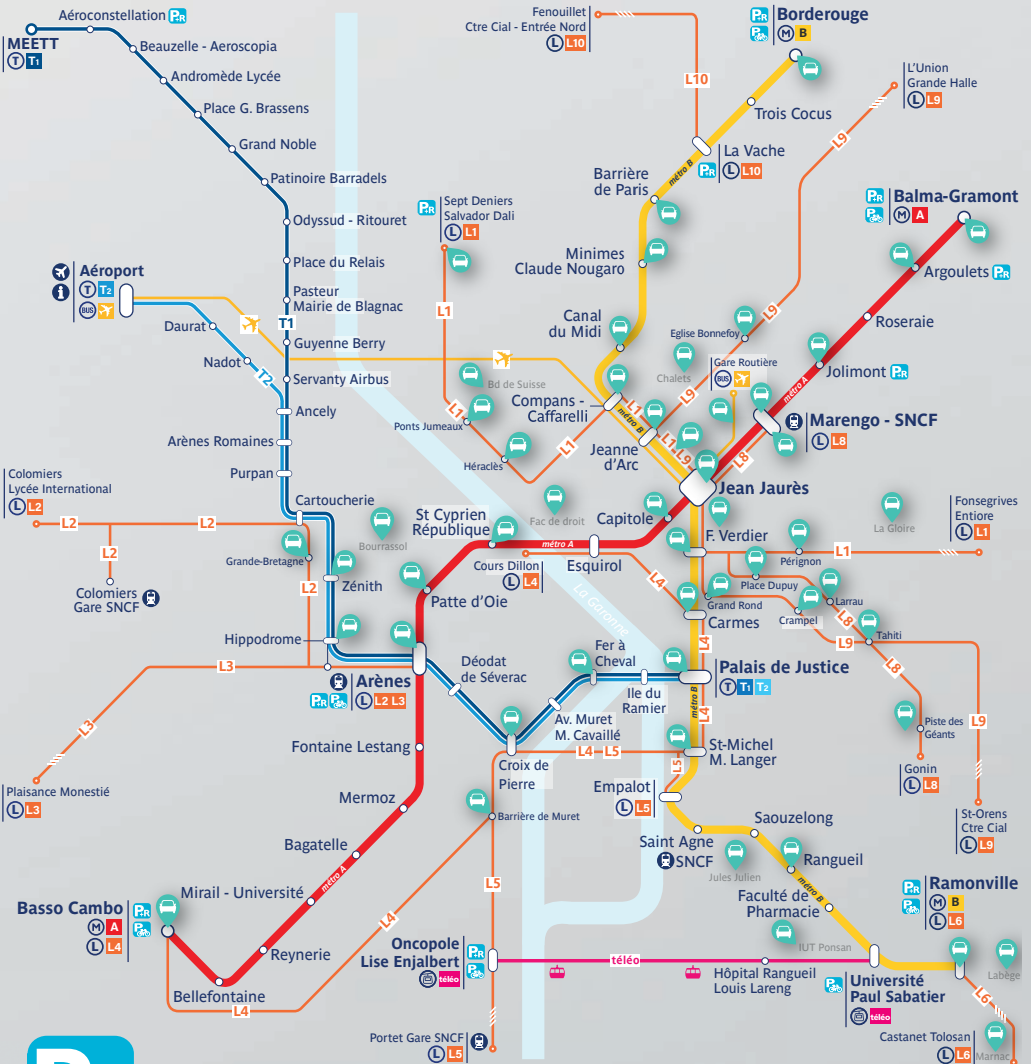 Aéroconstellation P+R
MEETT
T T1
Beauzelle - Aeroscopia
Andromède Lycée
Place G. Brassens
Grand Noble
Patinoire Barradels
Odyssud - Ritouret
Place du Relais
Pasteur
Mairie de Blagnac
T1
Guyenne Berry
Servanty Airbus
Ancely
Arènes Romaines
Purpan
Cartoucherie
Aéroport
T T2
BUS
Daurat
Nadot
T2
Fenouillet
Ctre Cial - Entrée Nord
L L10
L10
P+R
Borderouge
M B
Trois Cocus
La Vache
P+R
L L10
métro B
Barrière
de Paris
Minimes
Claude Nougaro
Canal
du Midi
L'Union
Grande Halle
L L9
L9
P+R
Balma-Gramont
M A
Argoulets P+R
Roseraie
Jolimont P+R
métro A
Marengo - SNCF
L L8
P+R
Sept Deniers
Salvador Dali
L L1
L1
Bd de Suisse
L1
Ponts Jumeaux
Héraclès
L1
Eglise Bonnefoy
L9
Chalets
Gare Routière
BUS
L9
Compans -
Caffarelli
L1
métro B
Jeanne
d'Arc
L1-L9
L8
Jean Jaurès
Capitole
Fac de droit
St Cyprien
République
métro A
Esquirol
Cours Dillon
L L4
L4
La Garonne
Bourrassol
Colomiers
Lycée International
L L2
L2
L2
L2
Colomiers
Gare SNCF
Grande-Bretagne
L2
Zénith
Patte d'Oie
Hippodrome
L3
Arènes
P+R
L L2 L3
L3
Plaisance Monestié
L L3
F. Verdier
L1
Pérignon
La Gloire
Fonsegrives
Entiore
L L1
Place Dupuy
Grand Rond
Carmes
Crampel
Larrau
L8
L9
Tahiti
L8
L9
Piste des
Géants
Gonin
L L8
St-Orens
Ctre Cial
L L9
L4
Palais de Justice
T T1 T2
Fer à
Cheval
Ile du
Ramier
Déodat
de Séverac
Av. Muret
M. Cavaillé
Croix de
Pierre
métro B
L4
L4 L5
St-Michel
M. Langer
L5
Empalot
L L5
Saint Agne
SNCF
Saouzelong
Jules Julien
Rangueil
métro B
Faculté de
Pharmacie
IUT Ponsan
P+R
Ramonville
M B
L L6
Labège
L6
Castanet Tolosan
L L6
Marnac
Université
Paul Sabatier
téléo
Hôpital Rangueil
Louis Lareng
téléo
Oncopole
Lise Enjalbert
P+R
téléo
L5
Portet Gare SNCF
L L5
Barrière de Muret
L4
L4
Fontaine Lestang
Mermoz
Bagatelle
métro A
Mirail - Université
Reynerie
Bellefontaine
Basso Cambo
P+R
M A
L L4